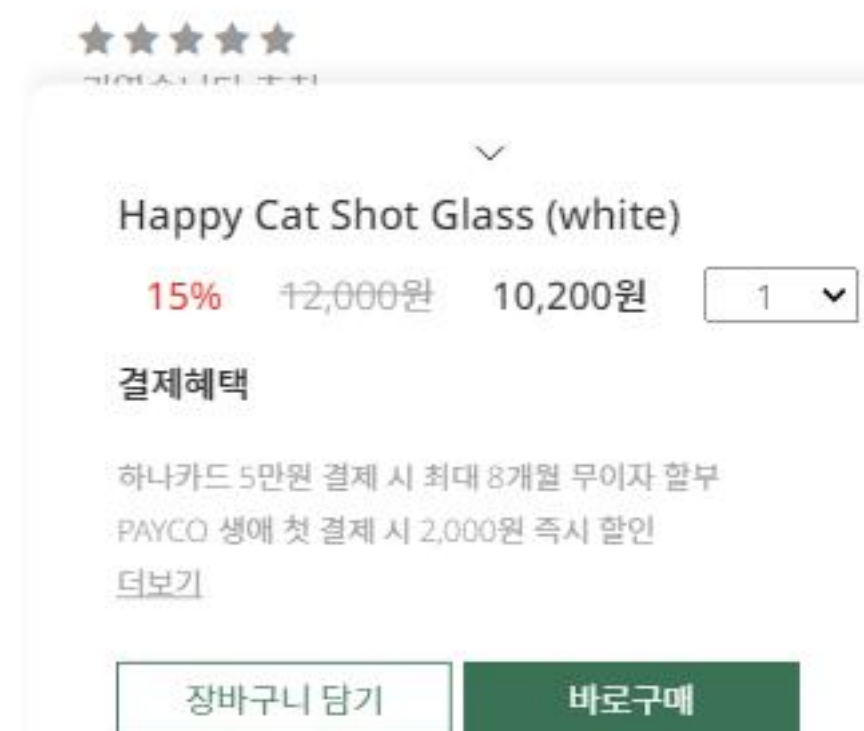 Happy Cat Shot Glass (white)
15% 12,000원 10,200원 1
결제혜택
하나카드 5만원 결제 시 최대 8개월 무이자 할부
PAYCO 생애 첫 결제 시 2,000원 즉시 할인
더보기
장바구니 담기 바로구매